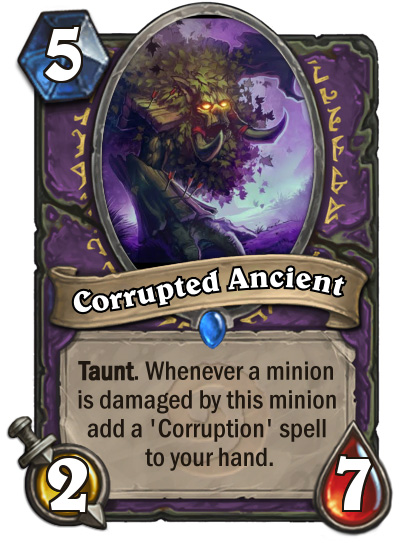 5
Corrupted Ancient
Taunt. Whenever a minion
is damaged by this minion
add a 'Corruption' spell
to your hand.
2
7